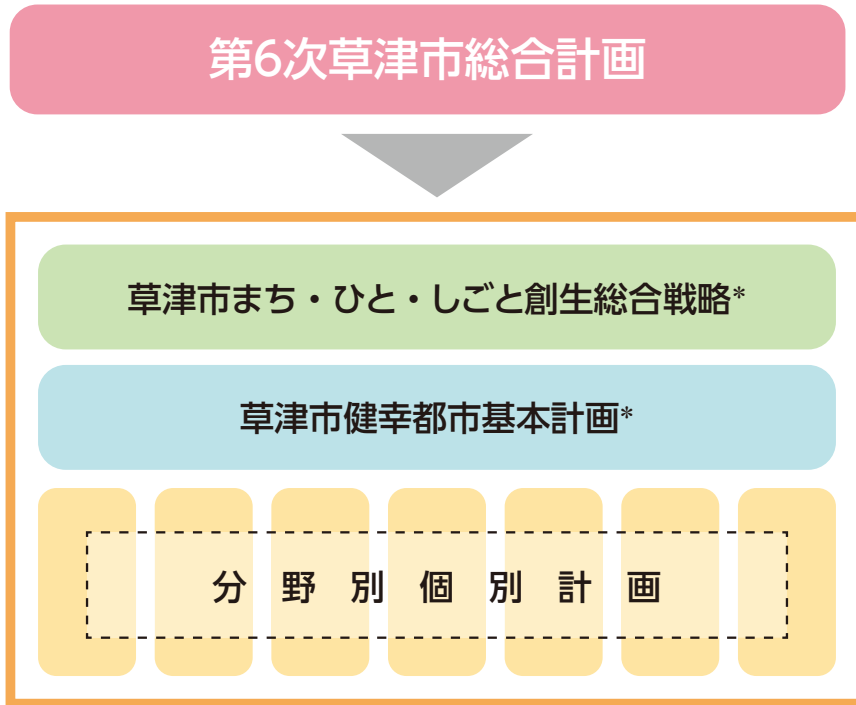 第6次草津市総合計画
草津市まち・ひと・しごと創生総合戦略*
草津市健幸都市基本計画*
分野別個別計画